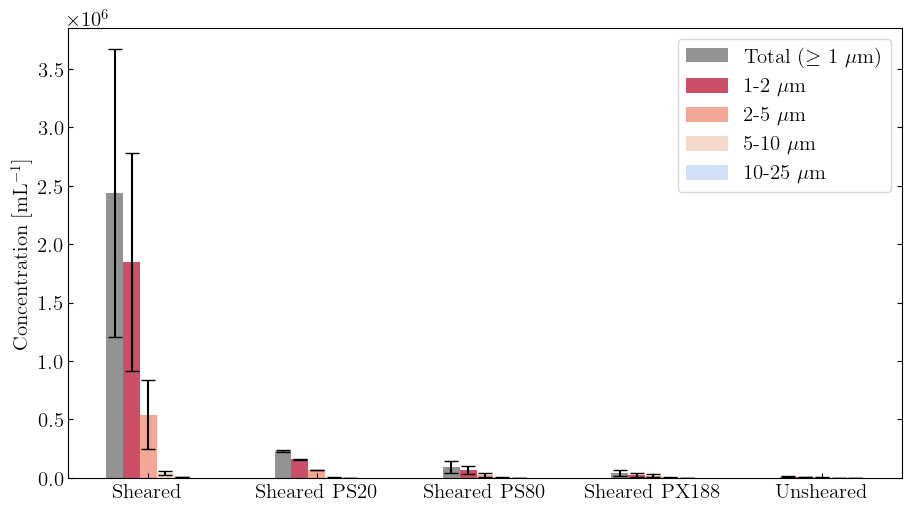 ×10⁶
3.5
3.0
2.5
2.0
1.5
1.0
0.5
0.0
Concentration [mL⁻¹]
Total (≥ 1 μm)
1-2 μm
2-5 μm
5-10 μm
10-25 μm
Sheared
Sheared PS20
Sheared PS80
Sheared PX188
Unsheared